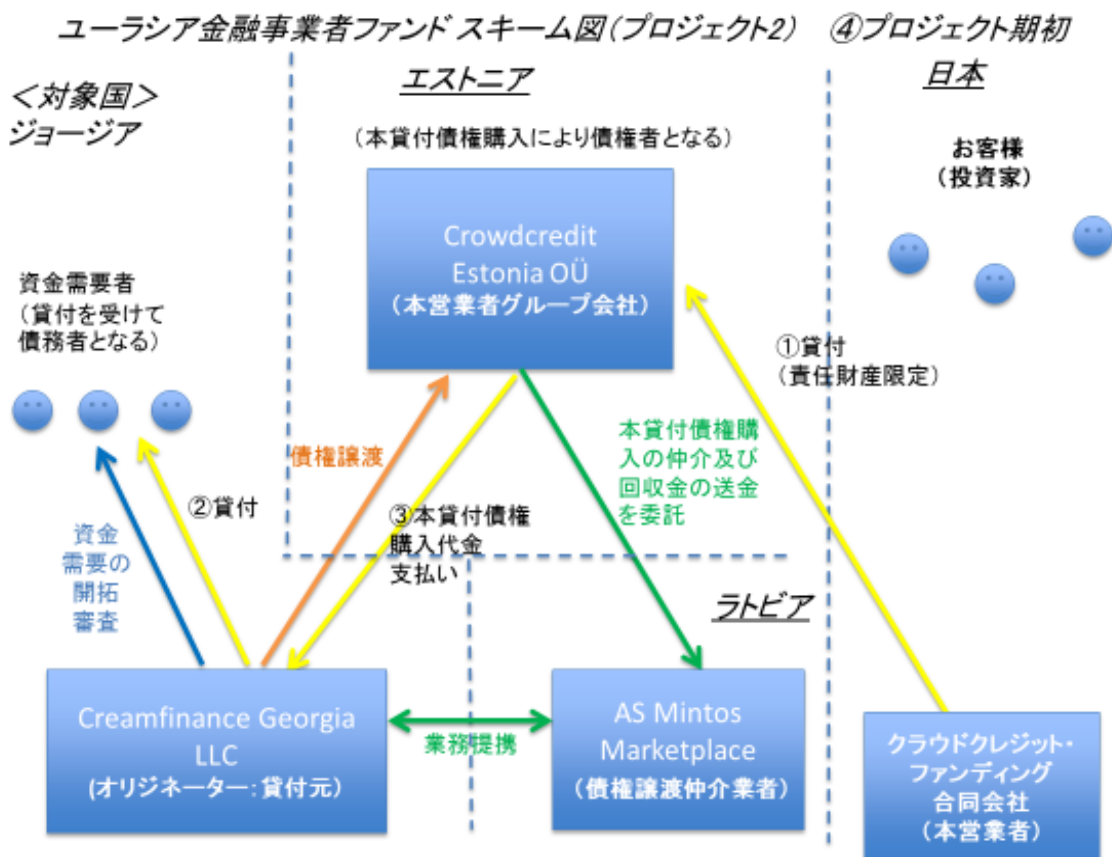 ユーラシア金融事業者ファンド スキーム図(プロジェクト2) ④プロジェクト期初
＜対象国＞
ジョージア
エストニア
日本
(本貸付債権購入により債権者となる)
Crowdcredit
Estonia OÜ
(本営業者グループ会社)
お客様
(投資家)
資金需要者
(貸付を受けて
債務者となる)
①貸付
(責任財産限定)
債権譲渡
②貸付
資金
需要の
開拓
審査
③本貸付債権
購入代金
支払い
本貸付債権購
入の仲介及び
回収金の送金
を委託
ラトビア
Creamfinance Georgia
LLC
(オリジネーター：貸付元)
業務提携
AS Mintos
Marketplace
(債権譲渡仲介業者)
クラウドクレジット・
ファンディング
合同会社
(本営業者)